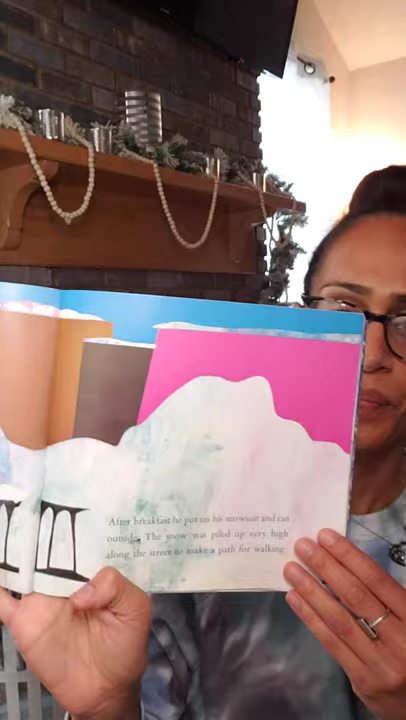 After breakfast he put on his snowsuit and ran
outside. The snow was piled up very high
along the street to make a path for walking